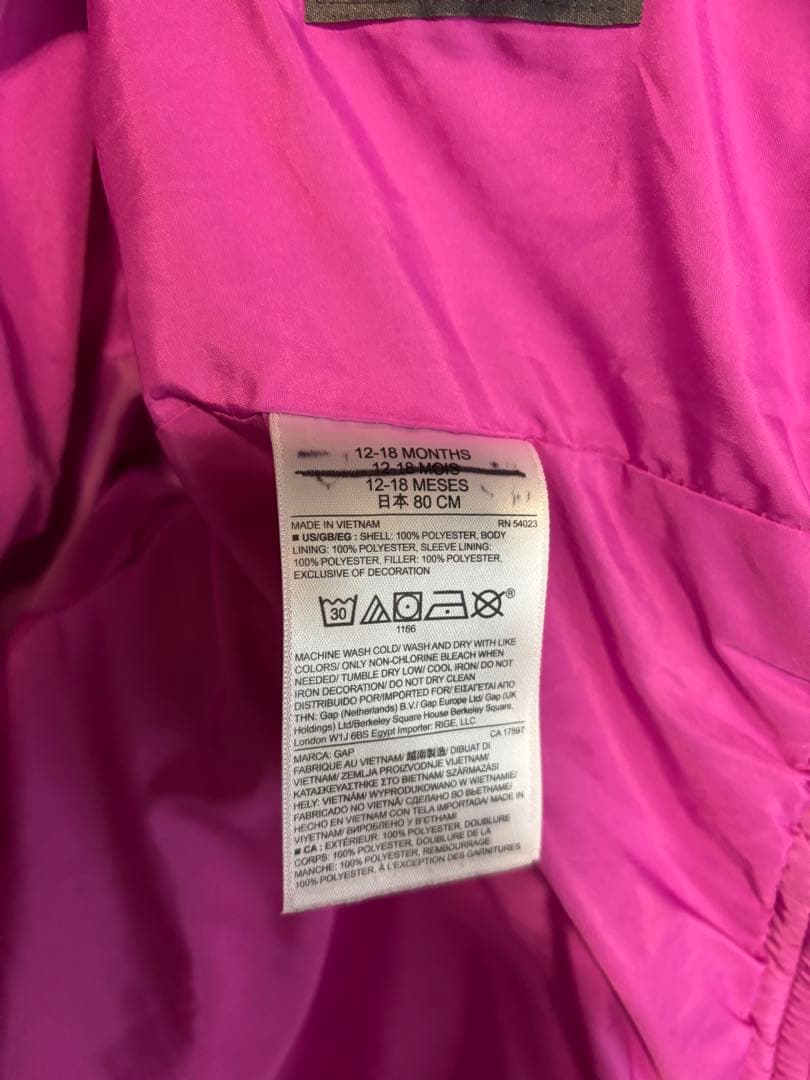 12-18 MONTHS
12-18 MOIS
12-18 MESES
日本 80 CM
MADE IN VIETNAM RN 54023
■ US/GB/EG : SHELL: 100% POLYESTER, BODY
LINING: 100% POLYESTER, SLEEVE LINING:
100% POLYESTER, FILLER: 100% POLYESTER,
EXCLUSIVE OF DECORATION
30
®
1166
MACHINE WASH COLD/ WASH AND DRY WITH LIKE
COLORS/ ONLY NON-CHLORINE BLEACH WHEN
NEEDED/ TUMBLE DRY LOW/ COOL IRON/ DO NOT
IRON DECORATION/ DO NOT DRY CLEAN
DISTRIBUIDO POR/IMPORTED FOR/ ΕΙΣΑΓΕΤΑΙ ΑΠΟ
ΤΗΝ: Gap (Netherlands) B.V./ Gap Europe Ltd/ Gap (UK
Holdings) Ltd/Berkeley Square House Berkeley Square,
London W1J 6BS Egypt Importer: RIGE, LLC
CA 17897
MARCA: GAP
FABRIQUE AU VIETNAM/ 越南製造/ DIBUAT DI
VIETNAM/ ZEMLJA PROIZVODNJE VIJETNAM/
ΚΑΤΑΣΚΕΥΑΣΤΗΚΕ ΣΤΟ ΒΙΕΤΝΑΜ/ SZÁRMAZÁSI
HELY: VIETNÁM/ WYPRODUKOWANO W WIETNAMIE/
FABRICADO NO VIETNÃ/ СДЕЛАНО ВО ВЬЕТНАМЕ/
HECHO EN VIETNAM CON TELA IMPORTADA/ MADE IN
VIYETNAM/ ВИРОБЛЕНО У В'ЄТНАМІ
■ CA : EXTÉRIEUR: 100% POLYESTER, DOUBLURE
CORPS: 100% POLYESTER, DOUBLURE DE LA
MANCHE: 100% POLYESTER, REMBOURRAGE
100% POLYESTER, À L'EXCEPTION DES GARNITURES